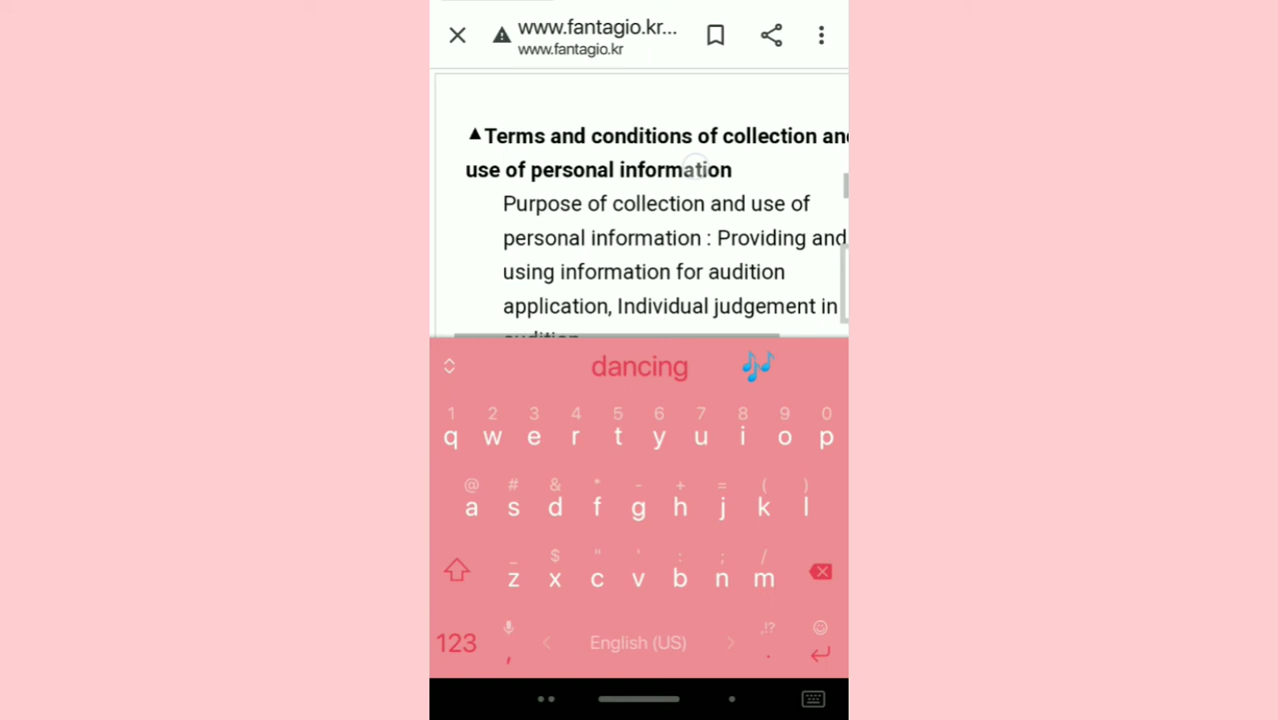 www.fantagio.kr...
www.fantagio.kr
▲Terms and conditions of collection and
use of personal information
Purpose of collection and use of
personal information : Providing and
using information for audition
application, Individual judgement in
audition
dancing 🎶
1 2 3 4 5 6 7 8 9 0
q w e r t y u i o p
@ # & * - + = ( )
a s d f g h j k l
_ $ " ' : ; /
z x c v b n m
,!?
123 , < English (US) > .